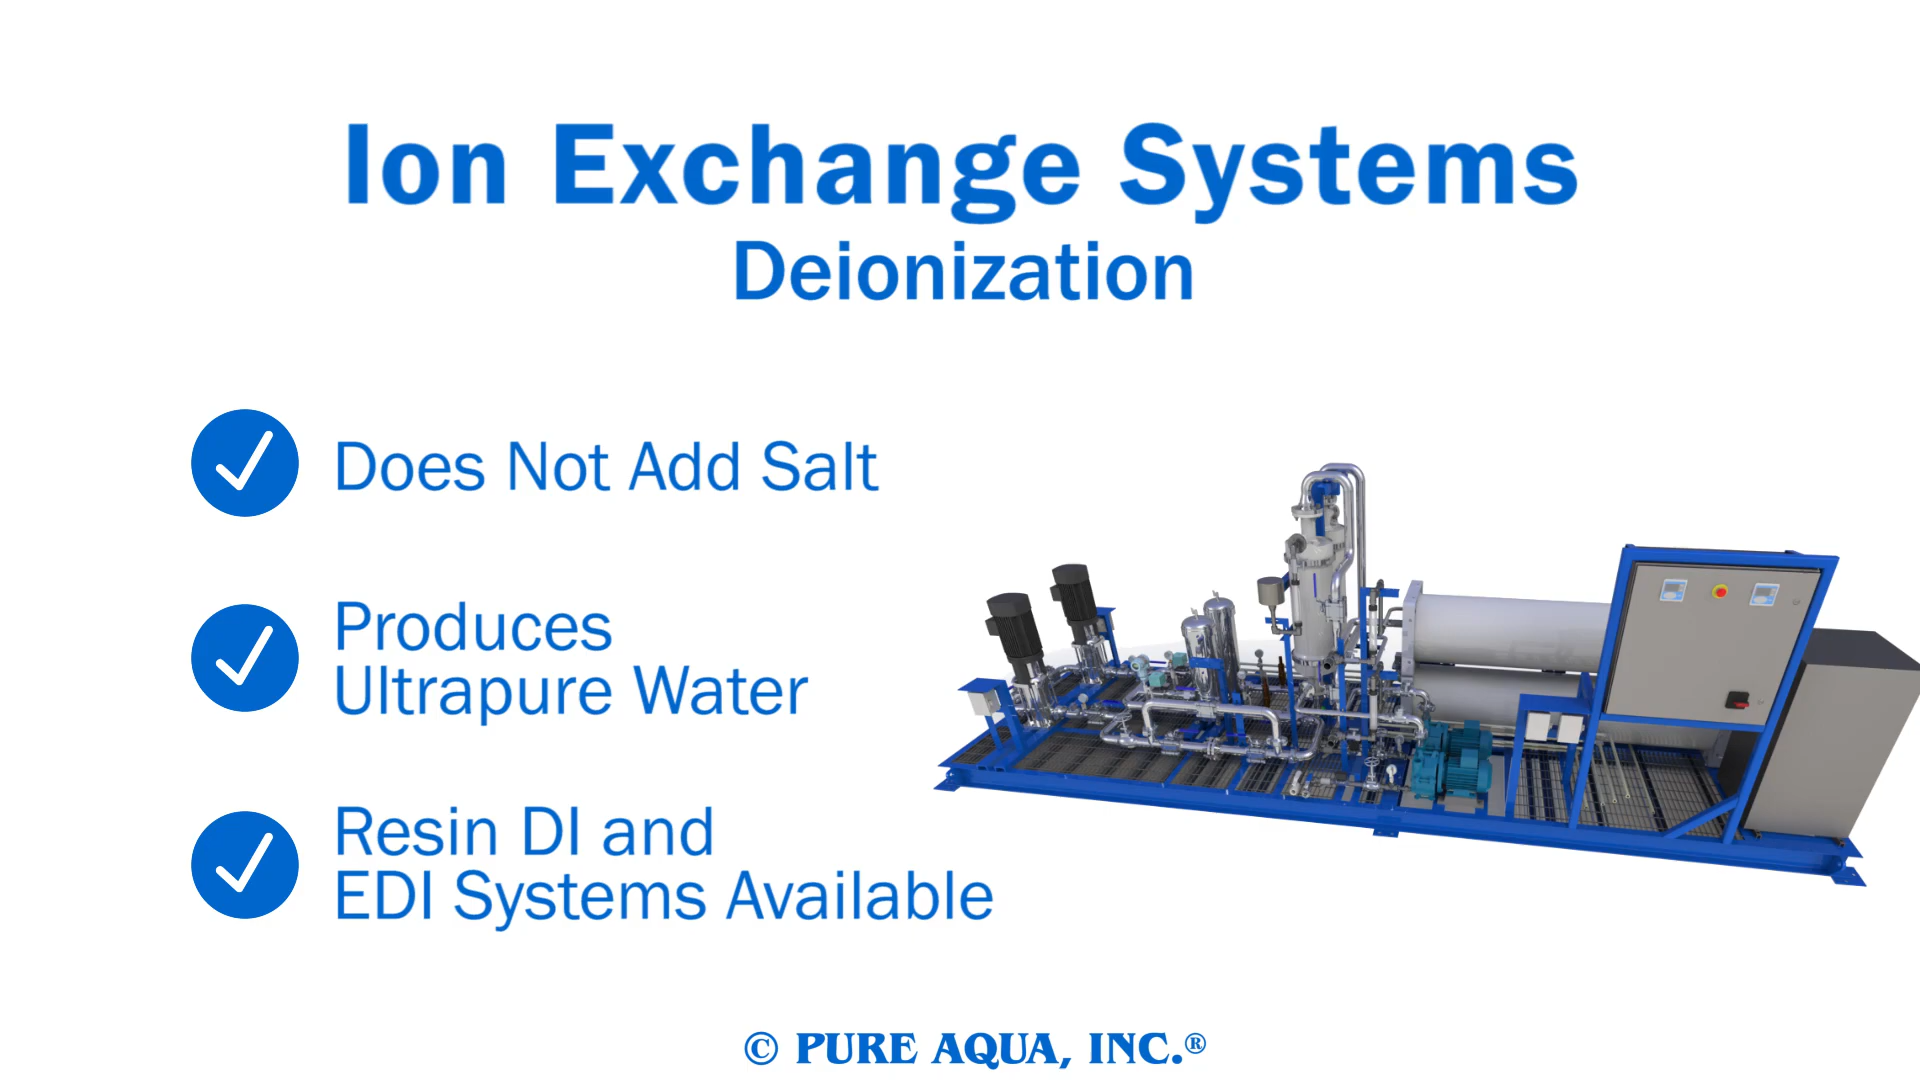 Ion Exchange Systems
Deionization
Does Not Add Salt
Produces
Ultrapure Water
Resin DI and
EDI Systems Available
© PURE AQUA, INC.®